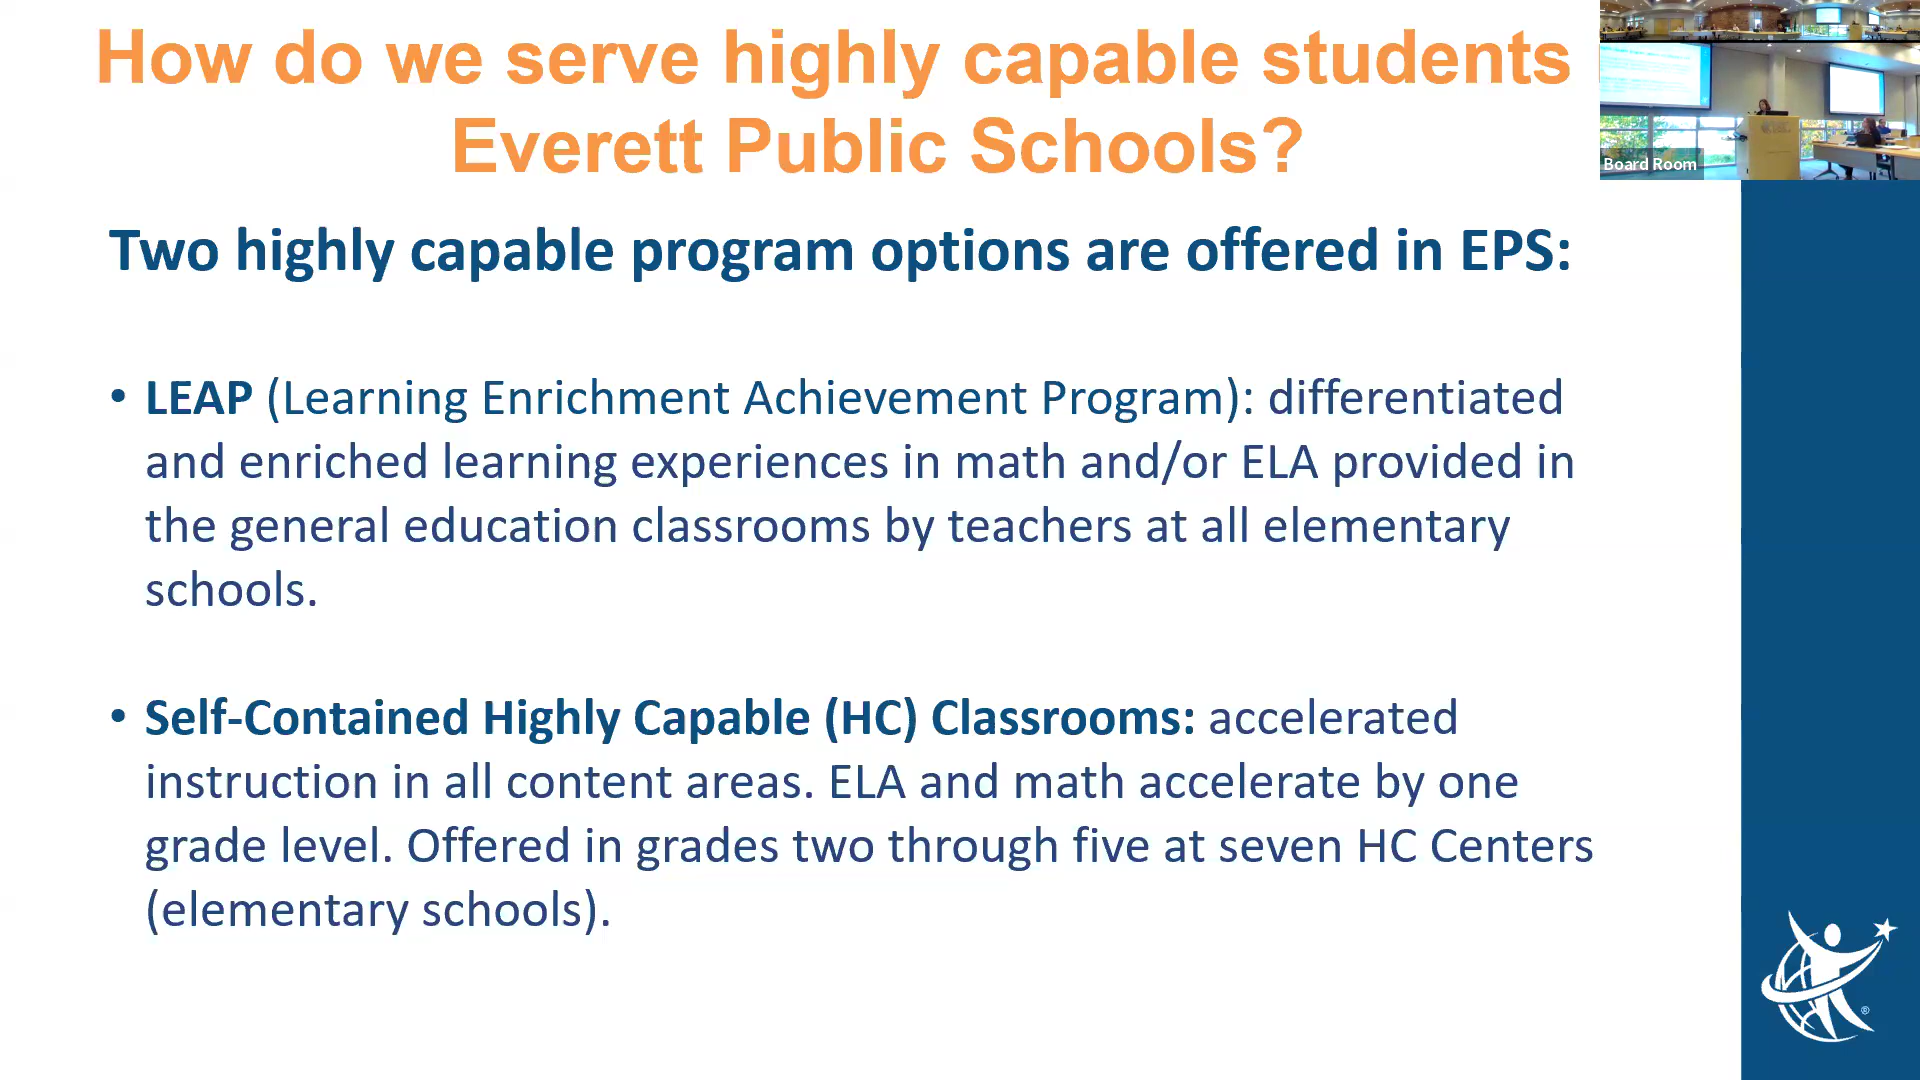 How do we serve highly capable students
Everett Public Schools?
Board Room
Two highly capable program options are offered in EPS:
• LEAP (Learning Enrichment Achievement Program): differentiated
and enriched learning experiences in math and/or ELA provided in
the general education classrooms by teachers at all elementary
schools.
• Self-Contained Highly Capable (HC) Classrooms: accelerated
instruction in all content areas. ELA and math accelerate by one
grade level. Offered in grades two through five at seven HC Centers
(elementary schools).
®